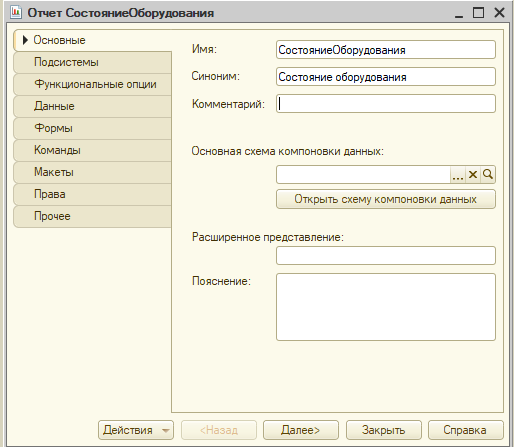 Отчет СостояниеОборудования
Основные
Подсистемы
Функциональные опции
Данные
Формы
Команды
Макеты
Права
Прочее
Имя: СостояниеОборудования
Синоним: Состояние оборудования
Комментарий:
Основная схема компоновки данных:
...
Открыть схему компоновки данных
Расширенное представление:
Пояснение:
Действия <Назад Далее> Закрыть Справка